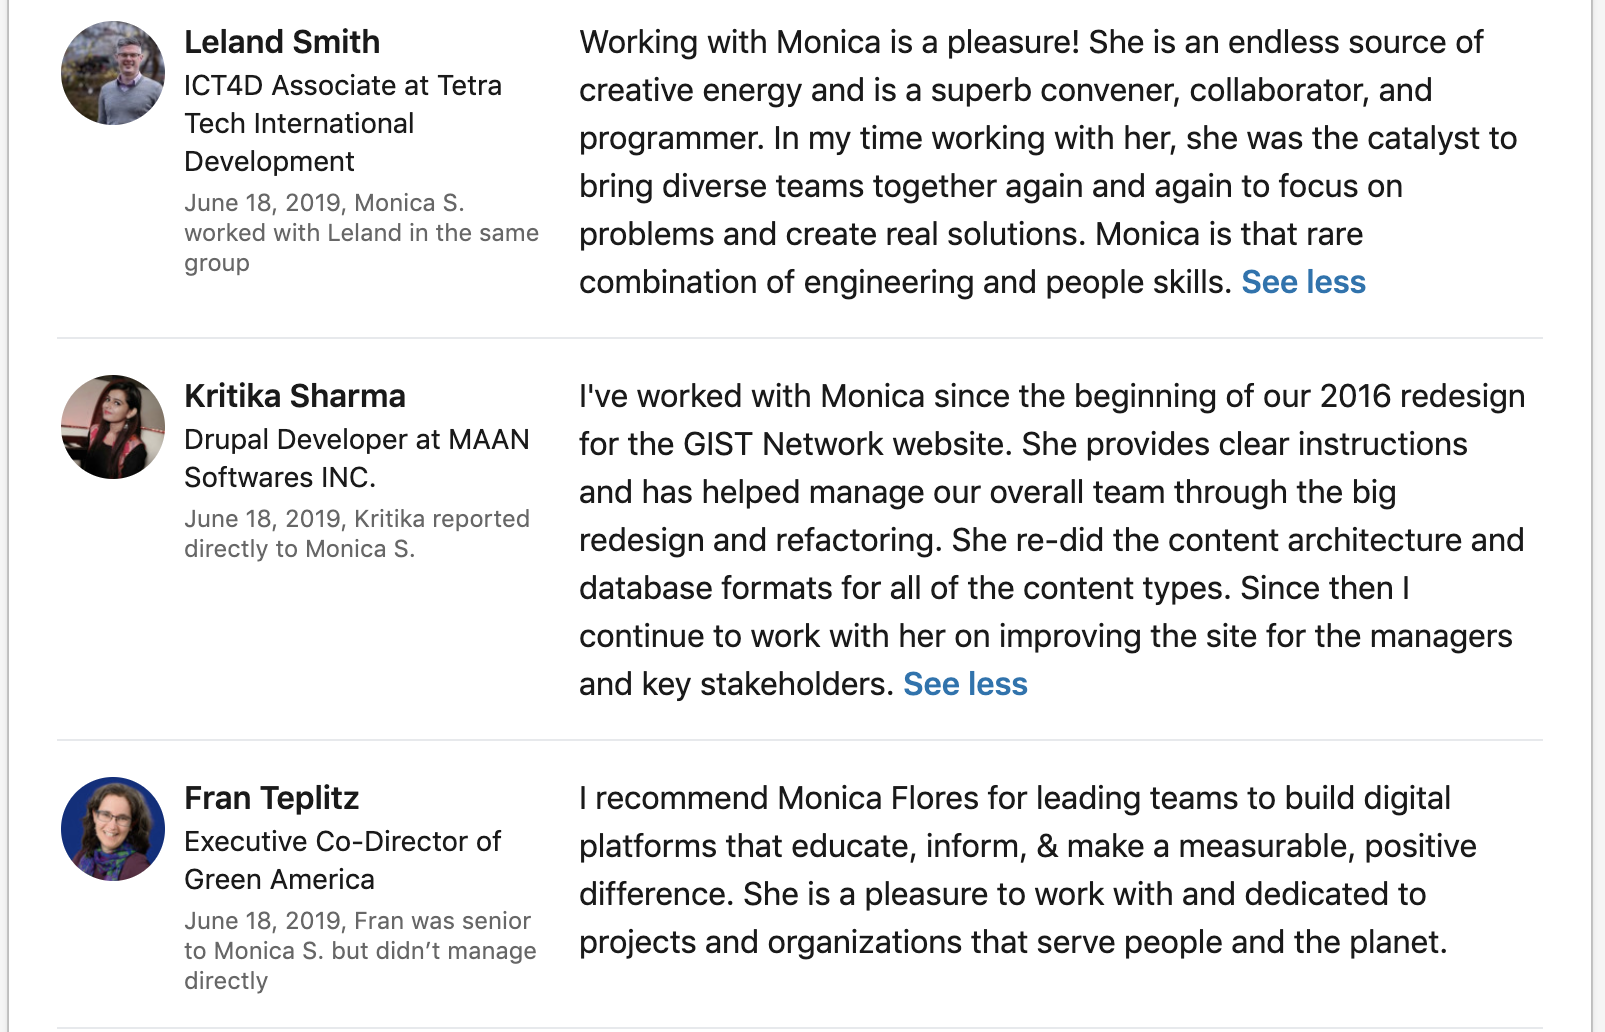 Leland Smith
ICT4D Associate at Tetra
Tech International
Development
June 18, 2019, Monica S.
worked with Leland in the same
group
Working with Monica is a pleasure! She is an endless source of
creative energy and is a superb convener, collaborator, and
programmer. In my time working with her, she was the catalyst to
bring diverse teams together again and again to focus on
problems and create real solutions. Monica is that rare
combination of engineering and people skills. See less
Kritika Sharma
Drupal Developer at MAAN
Softwares INC.
June 18, 2019, Kritika reported
directly to Monica S.
I've worked with Monica since the beginning of our 2016 redesign
for the GIST Network website. She provides clear instructions
and has helped manage our overall team through the big
redesign and refactoring. She re-did the content architecture and
database formats for all of the content types. Since then I
continue to work with her on improving the site for the managers
and key stakeholders. See less
Fran Teplitz
Executive Co-Director of
Green America
June 18, 2019, Fran was senior
to Monica S. but didn’t manage
directly
I recommend Monica Flores for leading teams to build digital
platforms that educate, inform, & make a measurable, positive
difference. She is a pleasure to work with and dedicated to
projects and organizations that serve people and the planet.